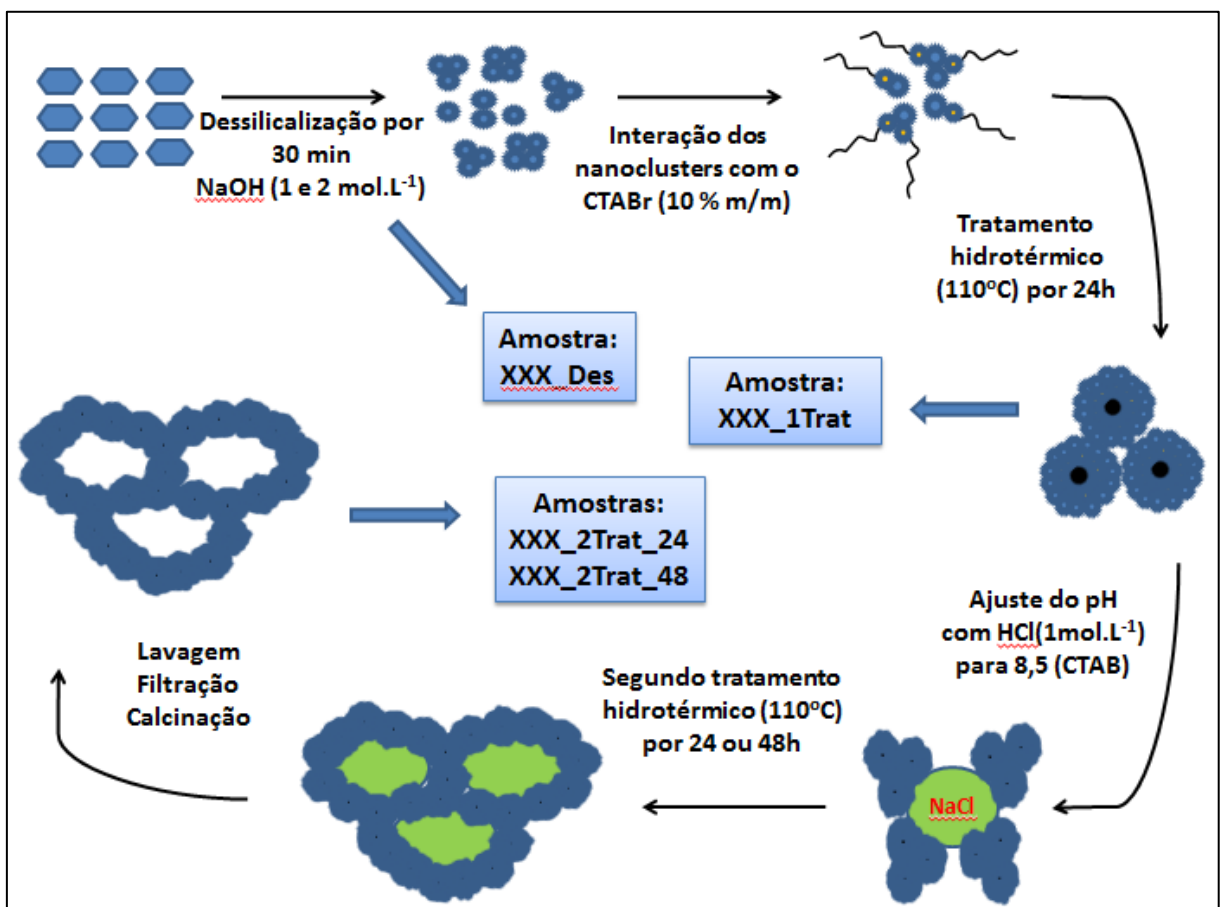 Dessilicalização por
30 min
NaOH (1 e 2 mol.L⁻¹)
Interação dos
nanoclusters com o
CTABr (10 % m/m)
Tratamento
hidrotérmico
(110ºC) por 24h
Amostra:
XXX_Des
Amostra:
XXX_1Trat
Amostras:
XXX_2Trat_24
XXX_2Trat_48
Ajuste do pH
com HCl(1mol.L⁻¹)
para 8,5 (CTAB)
NaCl
Segundo tratamento
hidrotérmico (110ºC)
por 24 ou 48h
Lavagem
Filtração
Calcinação